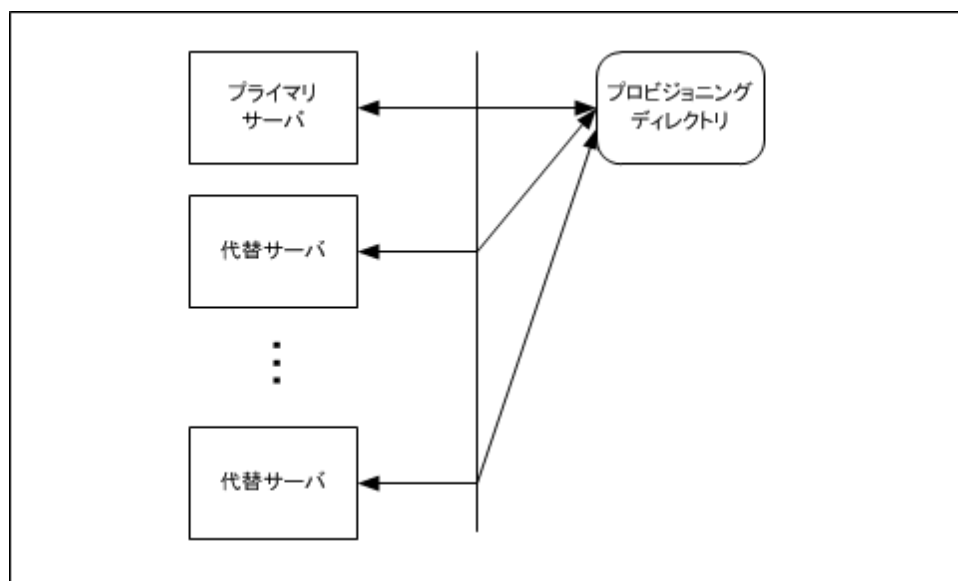 プライマリ
サーバ
プロビジョニング
ディレクトリ
代替サーバ
代替サーバ